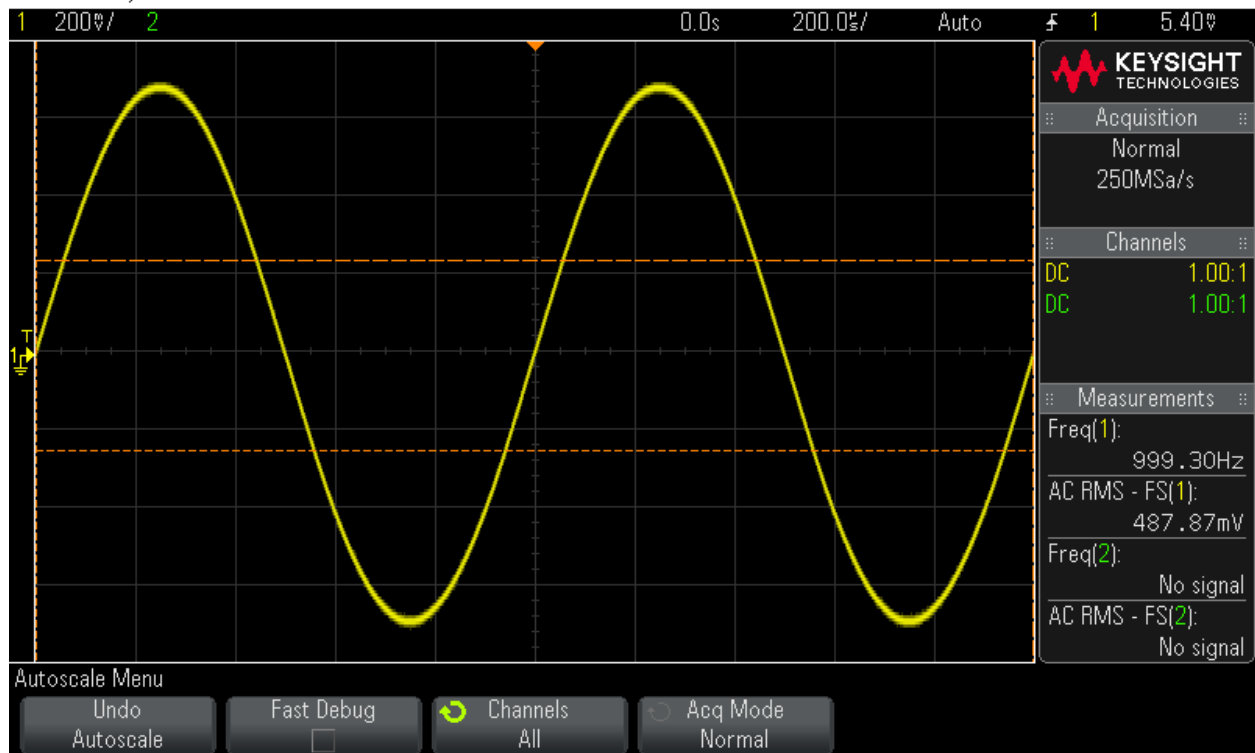 1 200mV/ 2 0.0s 200.0us/ Auto 1 5.40mV
KEYSIGHT
TECHNOLOGIES
Acquisition
Normal
250MSa/s
Channels
DC 1.00:1
DC 1.00:1
T
1
Measurements
Freq(1):
999.30Hz
AC RMS - FS(1):
487.87mV
Freq(2):
No signal
AC RMS - FS(2):
No signal
Autoscale Menu
Undo Autoscale
Fast Debug
Channels
All
Acq Mode
Normal